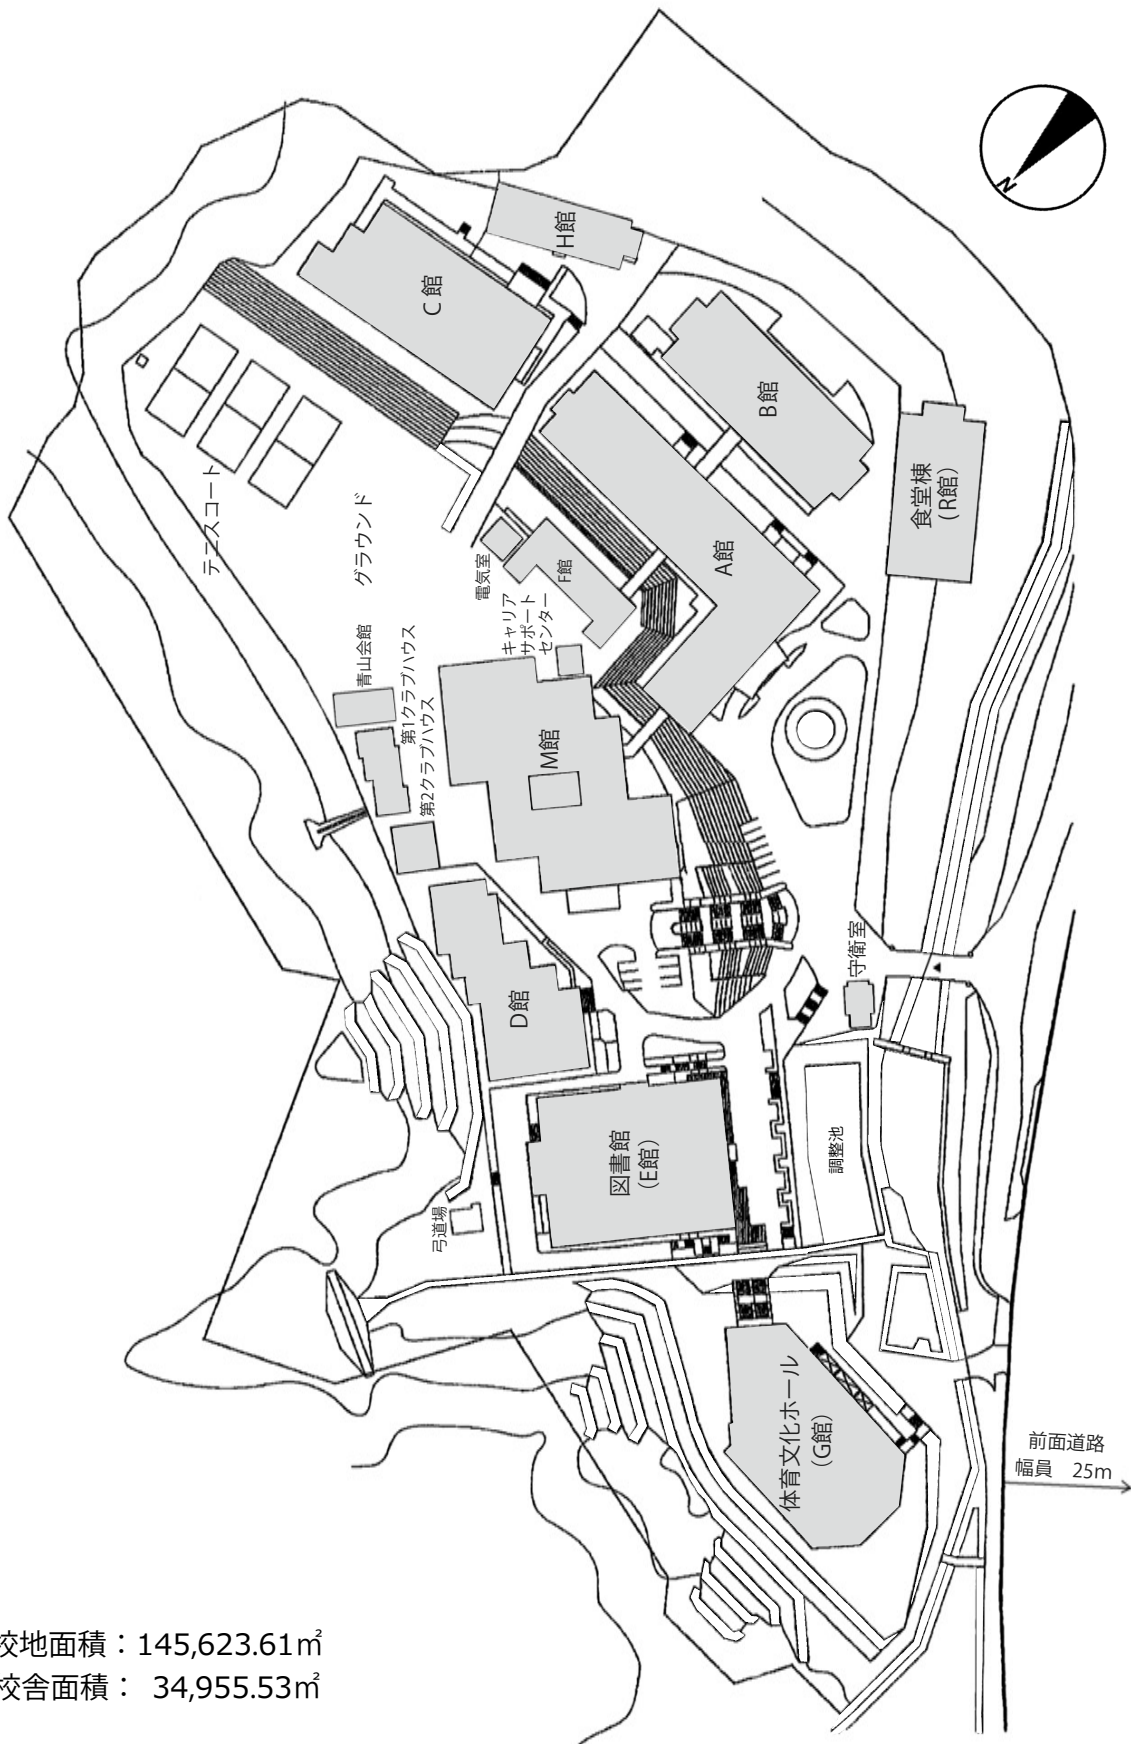 N
H館
C館
B館
食堂棟
(R館)
テニスコート
グラウンド
A館
電気室
F館
キャリア
サポート
センター
青山会館
第1クラブハウス
第2クラブハウス
M館
守衛室
D館
図書館
(E館)
調整池
弓道場
体育文化ホール
(G館)
前面道路
幅員 25m
校地面積：145,623.61㎡
校舎面積： 34,955.53㎡